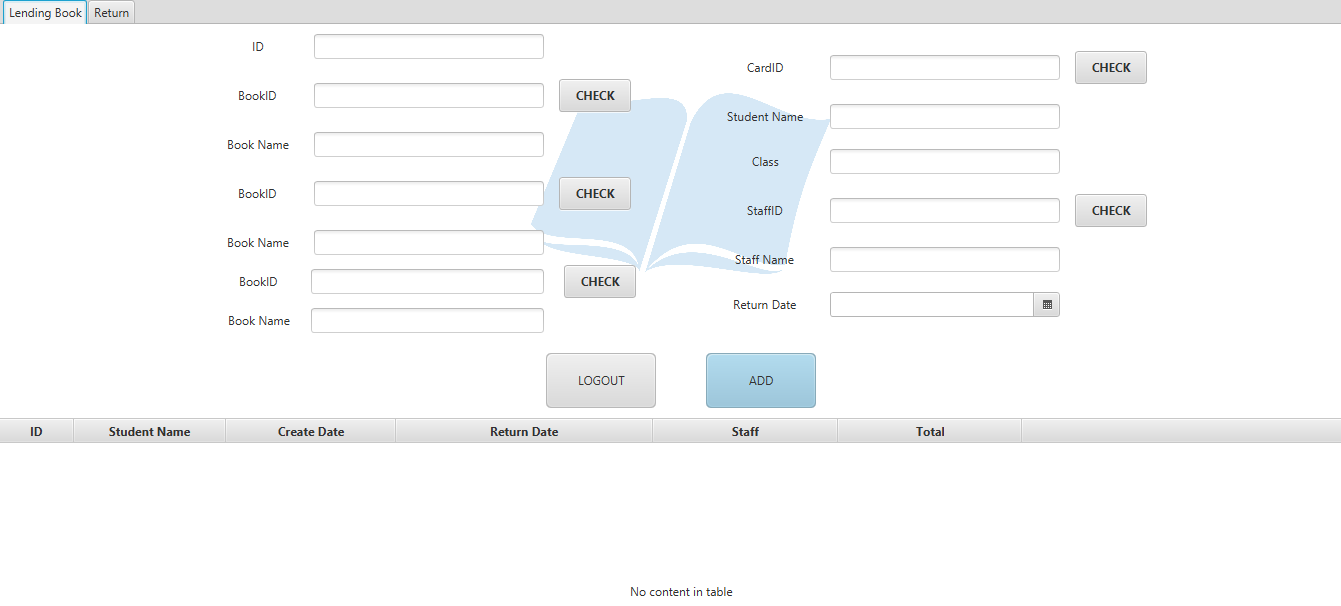 Lending Book Return
ID
BookID CHECK
Book Name
BookID CHECK
Book Name
BookID CHECK
Book Name
CardID CHECK
Student Name
Class
StaffID CHECK
Staff Name
Return Date
LOGOUT ADD
ID Student Name Create Date Return Date Staff Total
No content in table